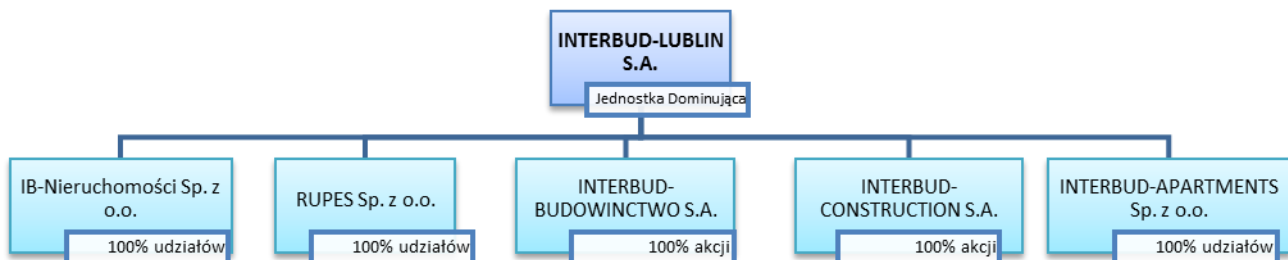 INTERBUD-LUBLIN
S.A.
Jednostka Dominująca
IB-Nieruchomości Sp. z
o.o.
100% udziałów
RUPES Sp. z o.o.
100% udziałów
INTERBUD-
BUDOWINCTWO S.A.
100% akcji
INTERBUD-
CONSTRUCTION S.A.
100% akcji
INTERBUD-APARTMENTS
Sp. z o.o.
100% udziałów